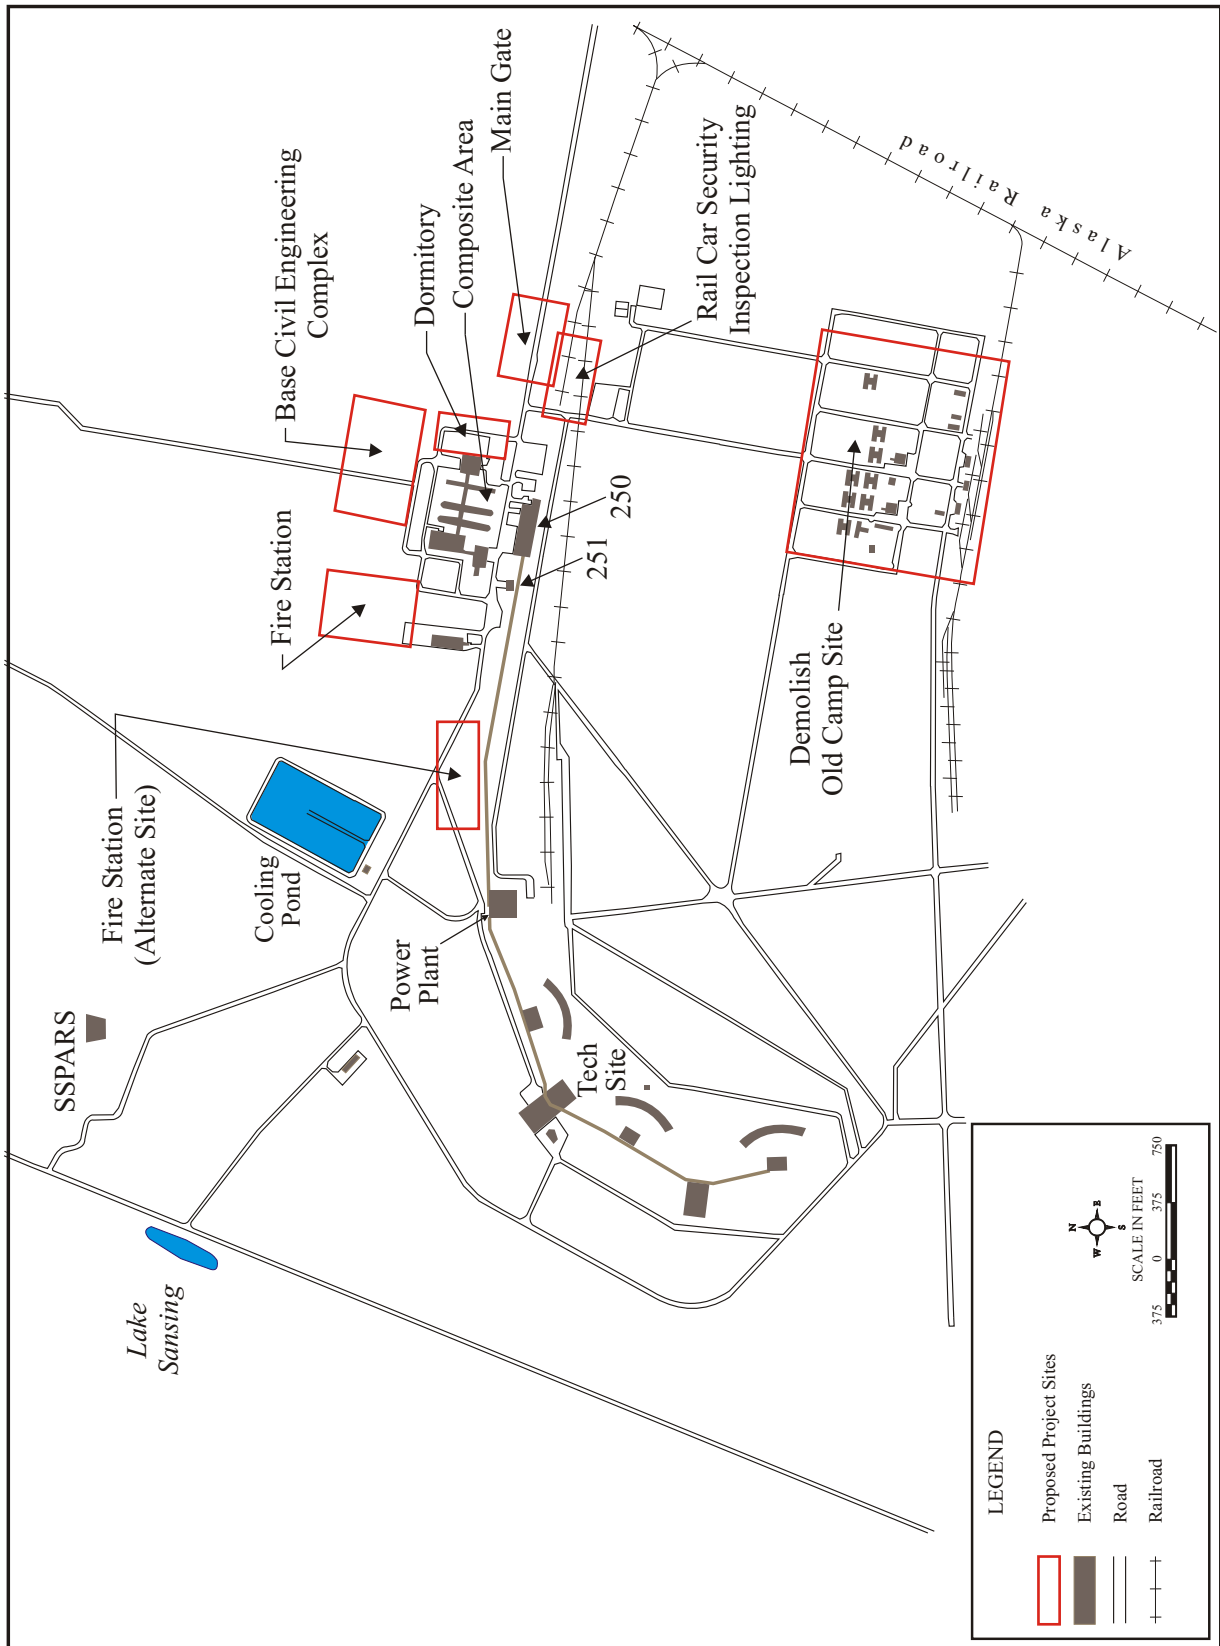 Lake
Sansing
SSPARS
Fire Station
(Alternate Site)
Cooling
Pond
Power
Plant
Tech
Site
Fire Station
Base Civil Engineering
Complex
Dormitory
Composite Area
Main Gate
251
250
Rail Car Security
Inspection Lighting
Demolish
Old Camp Site
Alaska Railroad
LEGEND
Proposed Project Sites
Existing Buildings
Road
Railroad
N
W
E
S
SCALE IN FEET
375 0 375 750